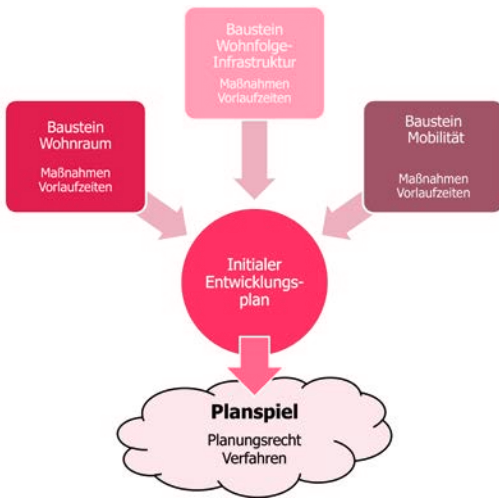 Baustein
Wohnfolge-
Infrastruktur
Maßnahmen
Vorlaufzeiten
Baustein
Wohnraum
Maßnahmen
Vorlaufzeiten
Baustein
Mobilität
Maßnahmen
Vorlaufzeiten
Initialer
Entwicklungs-
plan
Planspiel
Planungsrecht
Verfahren